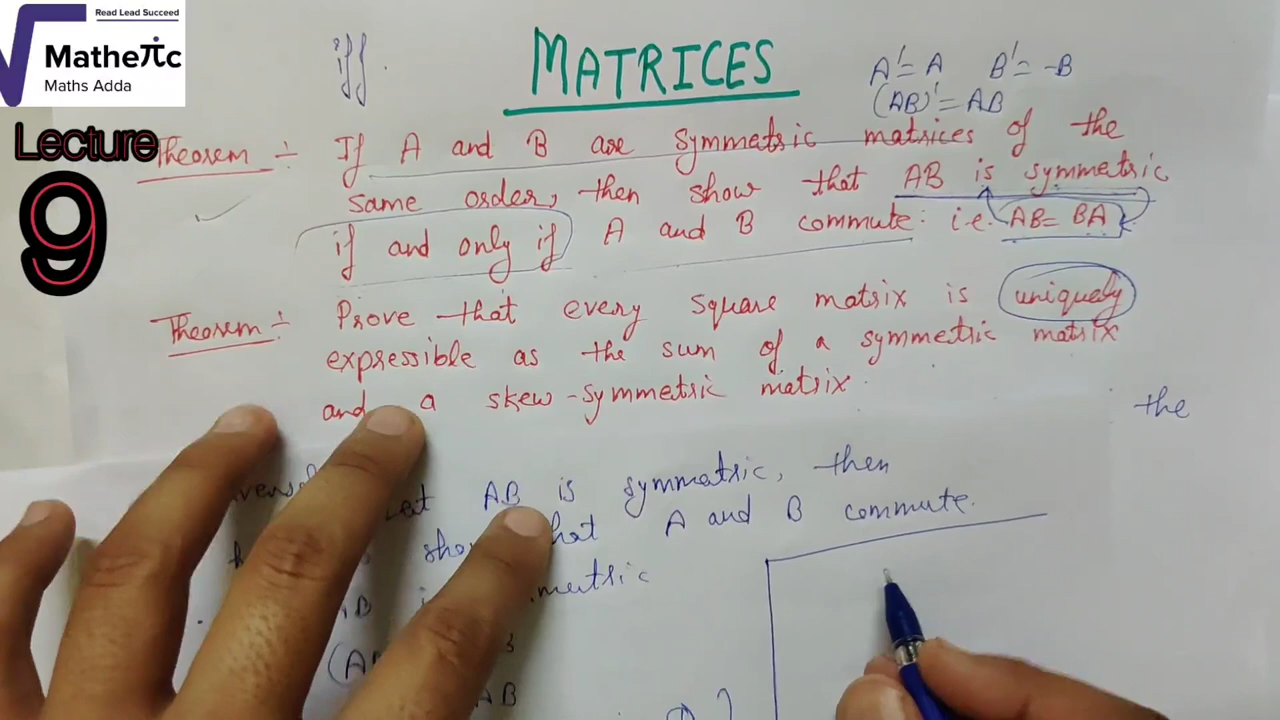 Read Lead Succeed
Matheπc
Maths Adda
Lecture
9
iff.
MATRICES
A' = A B' = -B
(AB)' = AB
Theorem :- If A and B are symmetric matrices of the
same order, then show that AB is symmetric
if and only if A and B commute : i.e. AB = BA
Theorem :- Prove that every square matrix is uniquely
expressible as the sum of a symmetric matrix
and a skew-symmetric matrix.
the
AB is symmetric, then
A and B commute.
AB